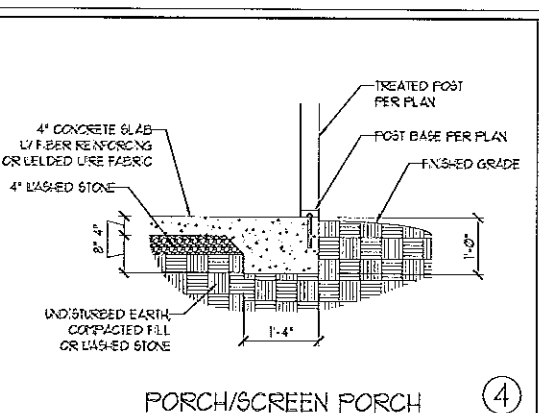 TREATED POST
PER PLAN
4" CONCRETE SLAB
W/ FIBER REINFORCING
OR WELDED WIRE FABRIC
POST BASE PER PLAN
FINISHED GRADE
4" WASHED STONE
4"
8"
1'-0"
UNDISTURBED EARTH,
COMPACTED FILL
OR WASHED STONE
1'-4"
PORCH/SCREEN PORCH
4